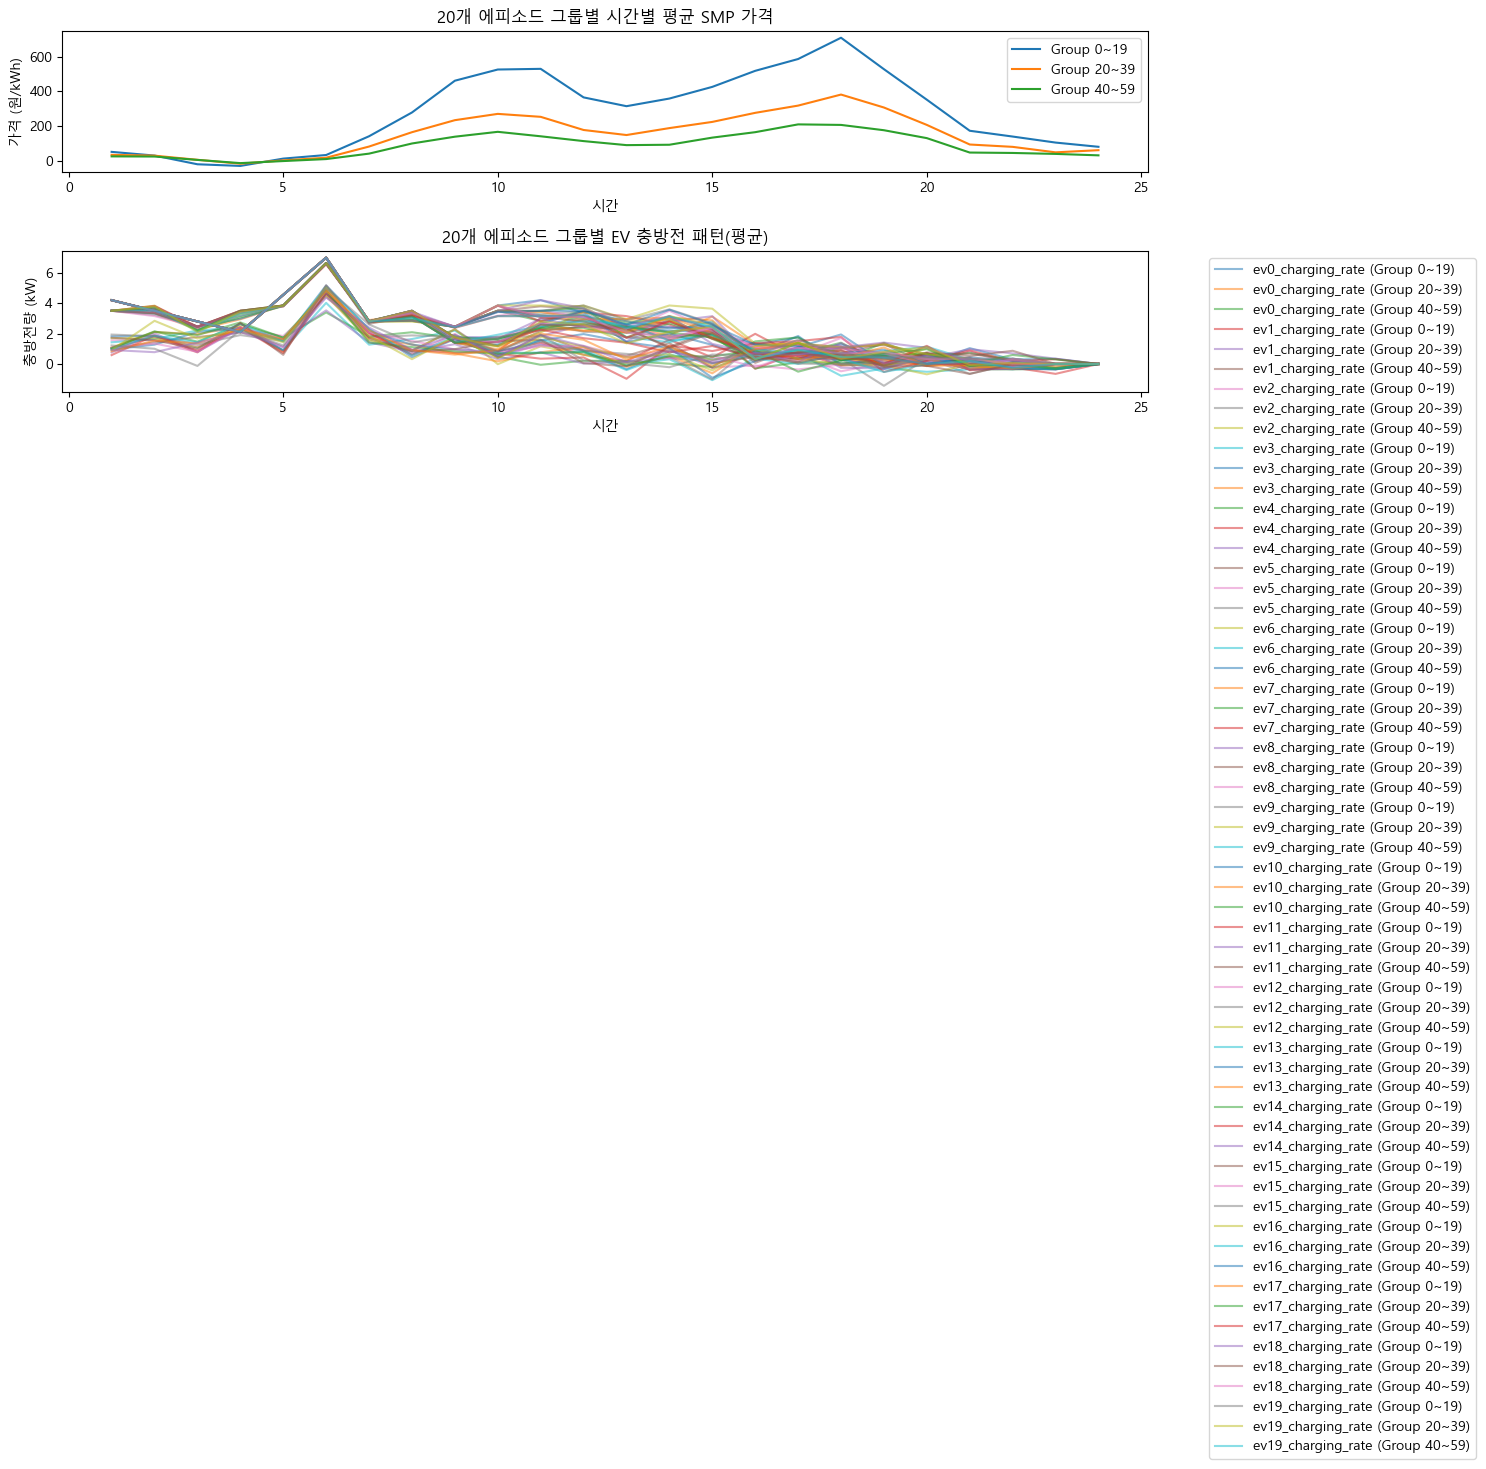 20개 에피소드 그룹별 시간별 평균 SMP 가격
가격 (원/kWh)
600
400
200
0
Group 0~19
Group 20~39
Group 40~59
0 5 10 15 20 25
시간
20개 에피소드 그룹별 EV 충방전 패턴(평균)
충방전량 (kW)
6
4
2
0
0 5 10 15 20 25
시간
ev0_charging_rate (Group 0~19)
ev0_charging_rate (Group 20~39)
ev0_charging_rate (Group 40~59)
ev1_charging_rate (Group 0~19)
ev1_charging_rate (Group 20~39)
ev1_charging_rate (Group 40~59)
ev2_charging_rate (Group 0~19)
ev2_charging_rate (Group 20~39)
ev2_charging_rate (Group 40~59)
ev3_charging_rate (Group 0~19)
ev3_charging_rate (Group 20~39)
ev3_charging_rate (Group 40~59)
ev4_charging_rate (Group 0~19)
ev4_charging_rate (Group 20~39)
ev4_charging_rate (Group 40~59)
ev5_charging_rate (Group 0~19)
ev5_charging_rate (Group 20~39)
ev5_charging_rate (Group 40~59)
ev6_charging_rate (Group 0~19)
ev6_charging_rate (Group 20~39)
ev6_charging_rate (Group 40~59)
ev7_charging_rate (Group 0~19)
ev7_charging_rate (Group 20~39)
ev7_charging_rate (Group 40~59)
ev8_charging_rate (Group 0~19)
ev8_charging_rate (Group 20~39)
ev8_charging_rate (Group 40~59)
ev9_charging_rate (Group 0~19)
ev9_charging_rate (Group 20~39)
ev9_charging_rate (Group 40~59)
ev10_charging_rate (Group 0~19)
ev10_charging_rate (Group 20~39)
ev10_charging_rate (Group 40~59)
ev11_charging_rate (Group 0~19)
ev11_charging_rate (Group 20~39)
ev11_charging_rate (Group 40~59)
ev12_charging_rate (Group 0~19)
ev12_charging_rate (Group 20~39)
ev12_charging_rate (Group 40~59)
ev13_charging_rate (Group 0~19)
ev13_charging_rate (Group 20~39)
ev13_charging_rate (Group 40~59)
ev14_charging_rate (Group 0~19)
ev14_charging_rate (Group 20~39)
ev14_charging_rate (Group 40~59)
ev15_charging_rate (Group 0~19)
ev15_charging_rate (Group 20~39)
ev15_charging_rate (Group 40~59)
ev16_charging_rate (Group 0~19)
ev16_charging_rate (Group 20~39)
ev16_charging_rate (Group 40~59)
ev17_charging_rate (Group 0~19)
ev17_charging_rate (Group 20~39)
ev17_charging_rate (Group 40~59)
ev18_charging_rate (Group 0~19)
ev18_charging_rate (Group 20~39)
ev18_charging_rate (Group 40~59)
ev19_charging_rate (Group 0~19)
ev19_charging_rate (Group 20~39)
ev19_charging_rate (Group 40~59)